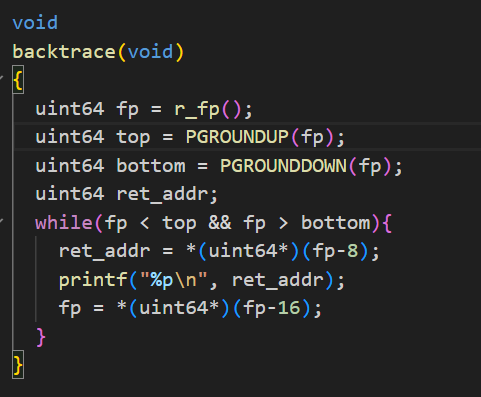 void
backtrace(void)
{
  uint64 fp = r_fp();
  uint64 top = PGROUNDUP(fp);
  uint64 bottom = PGROUNDDOWN(fp);
  uint64 ret_addr;
  while(fp < top && fp > bottom){
    ret_addr = *(uint64*)(fp-8);
    printf("%p\n", ret_addr);
    fp = *(uint64*)(fp-16);
  }
}